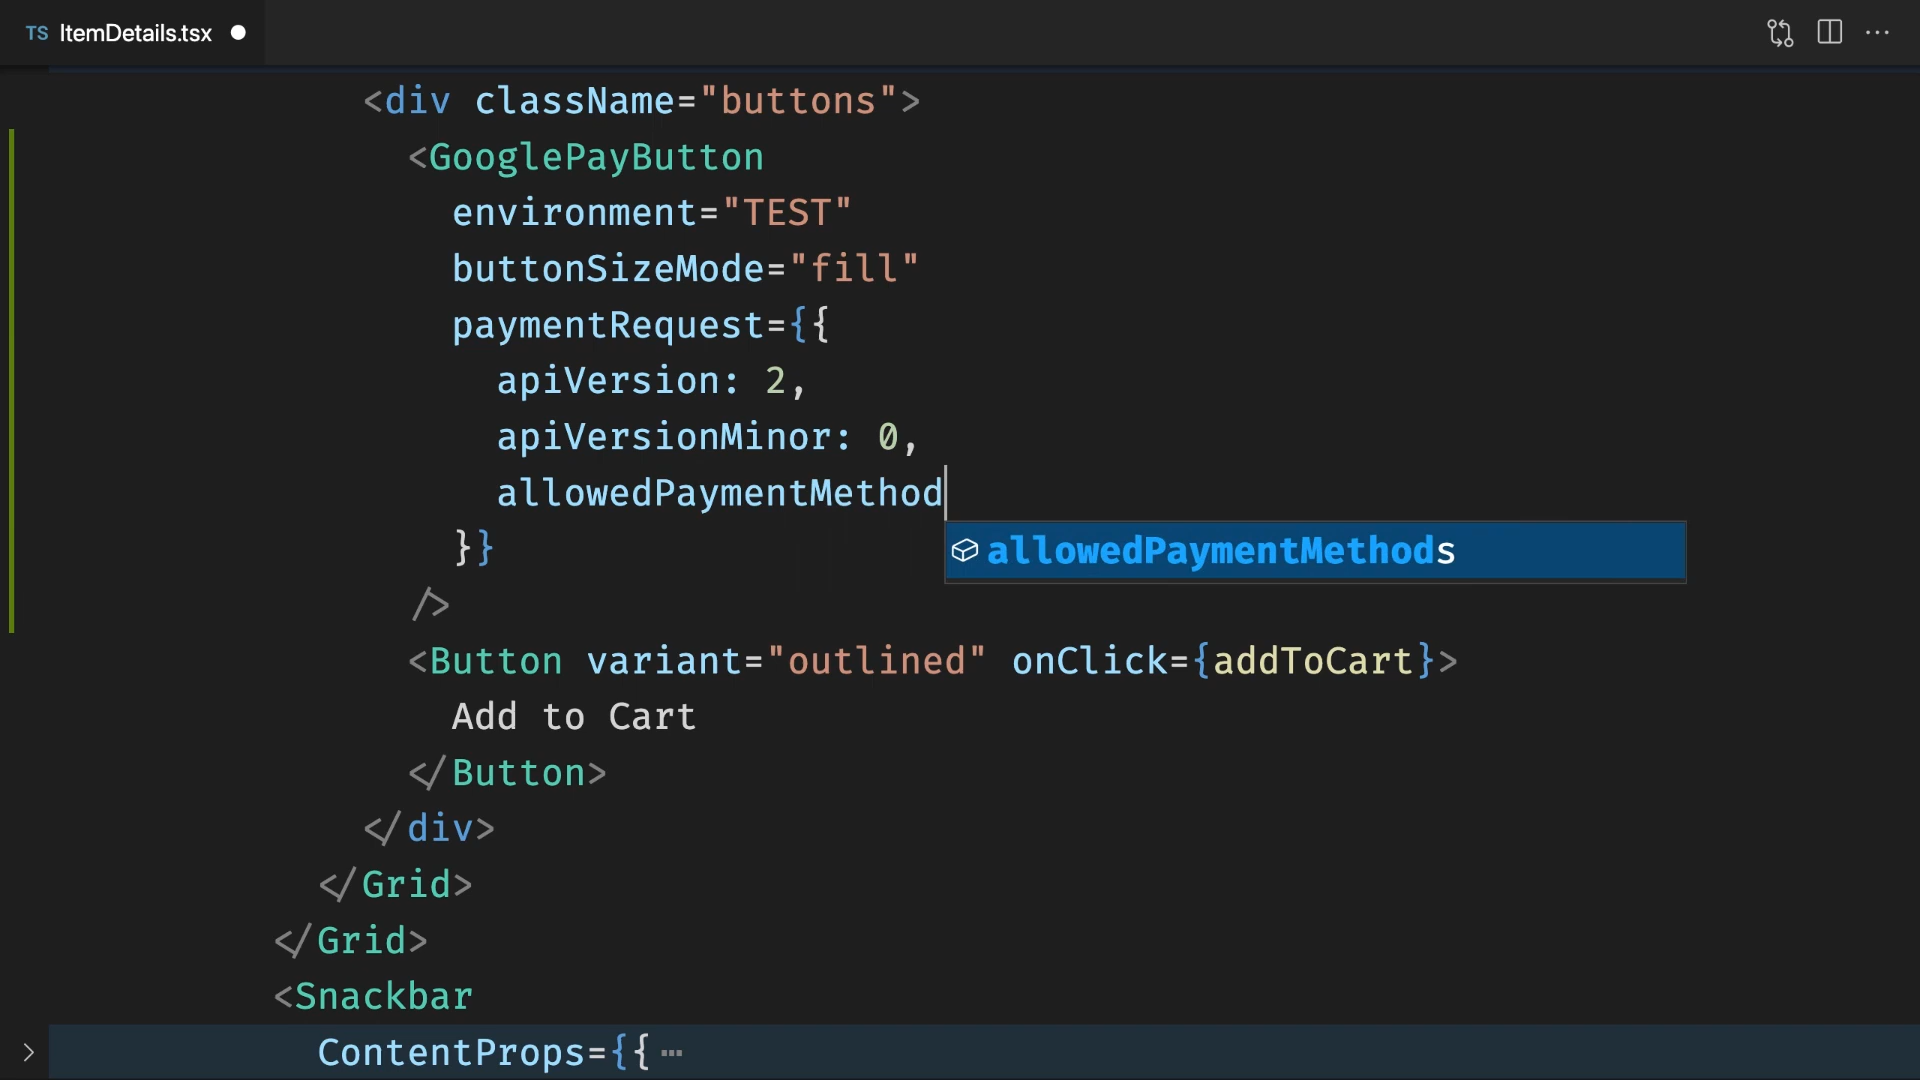 TS ItemDetails.tsx
<div className="buttons">
<GooglePayButton
environment="TEST"
buttonSizeMode="fill"
paymentRequest={{
apiVersion: 2,
apiVersionMinor: 0,
allowedPaymentMethod
allowedPaymentMethods
}}
/>
<Button variant="outlined" onClick={addToCart}>
Add to Cart
</Button>
</div>
</Grid>
</Grid>
<Snackbar
ContentProps={{ ⋯